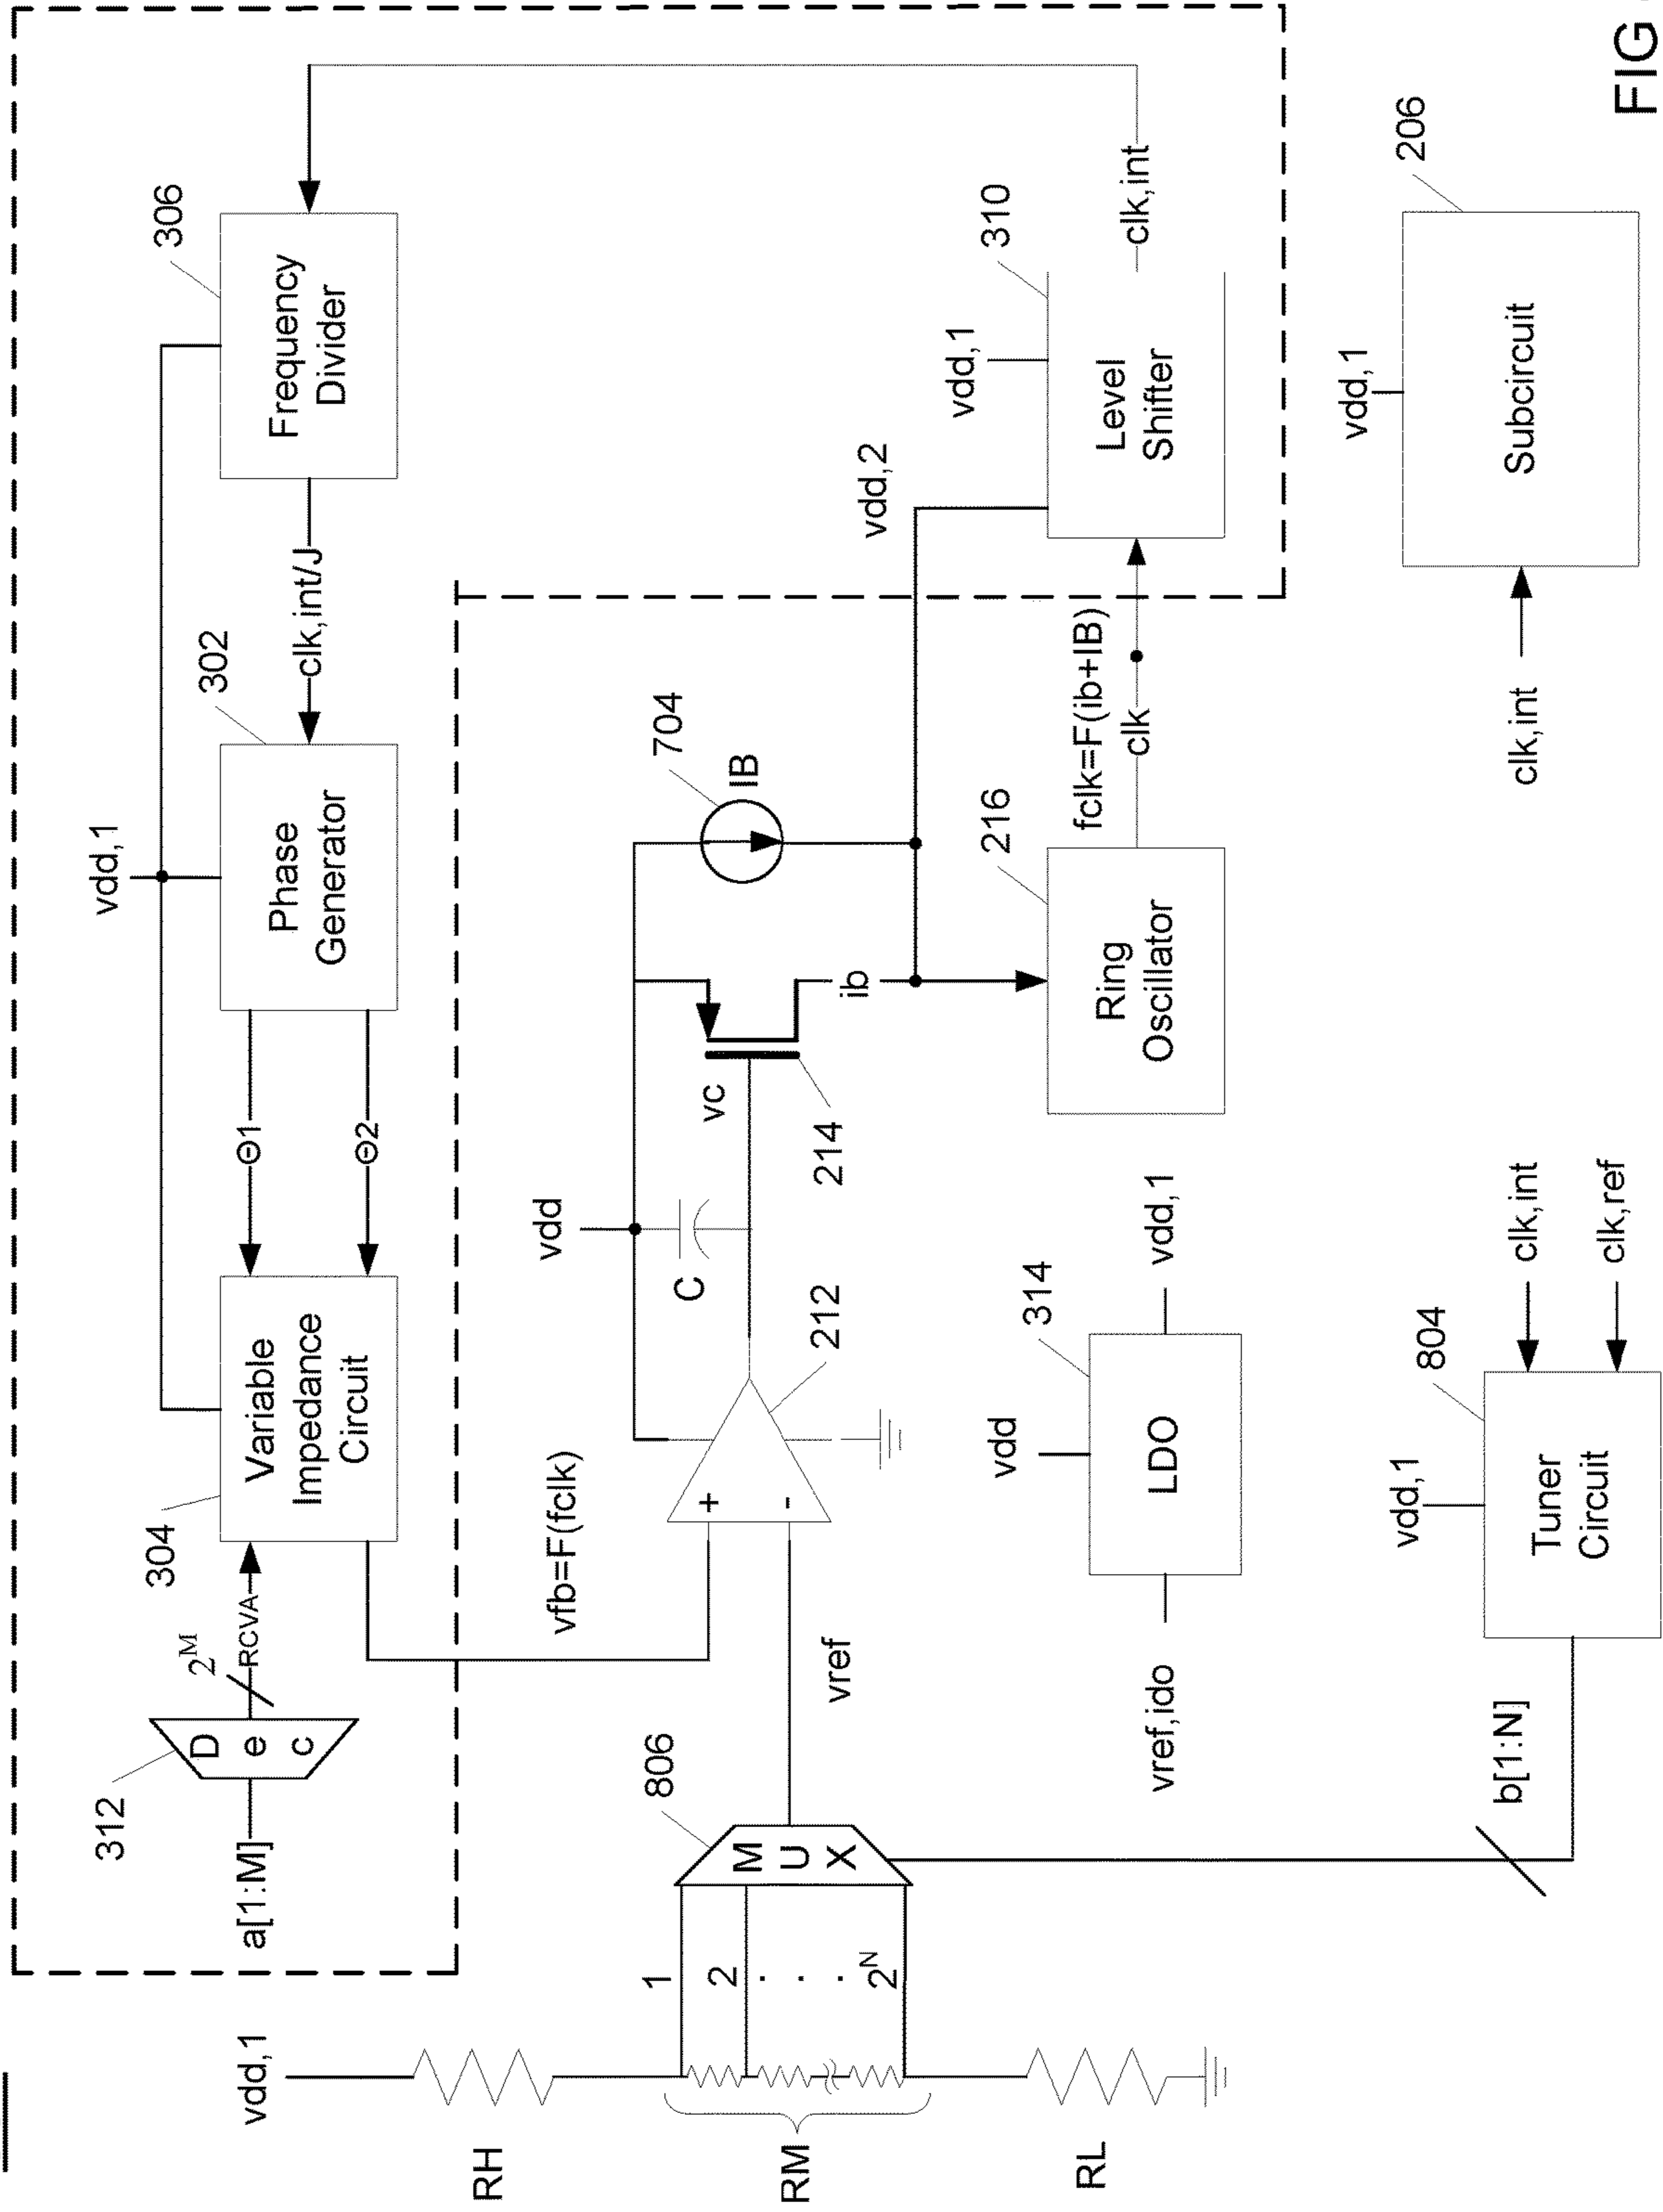 306
Frequency
Divider
clk,int/J
302
Phase
Generator
vdd,1
Θ1
Θ2
304
Variable
Impedance
Circuit
RCVA
2^M
D
e
c
312
a[1:M]
vfb=F(fclk)
vdd
C
vc
214
212
+
-
ib
704
IB
vdd,2
vdd,1
310
Level
Shifter
clk,int
fclk=F(ib+IB)
clk
216
Ring
Oscillator
vref
806
M
U
X
1
2
. . .
2^N
vdd,1
RH
RM
RL
314
vdd
LDO
vref,ido
vdd,1
804
vdd,1
Tuner
Circuit
clk,int
clk,ref
b[1:N]
206
vdd,1
Subcircuit
clk,int
FIG